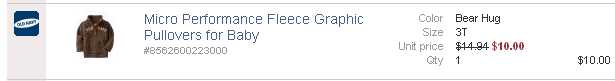 OLD NAVY
Micro Performance Fleece Graphic
Pullovers for Baby
#8562600223000
Color Bear Hug
Size 3T
Unit price $14.94 $10.00
Qty 1 $10.00